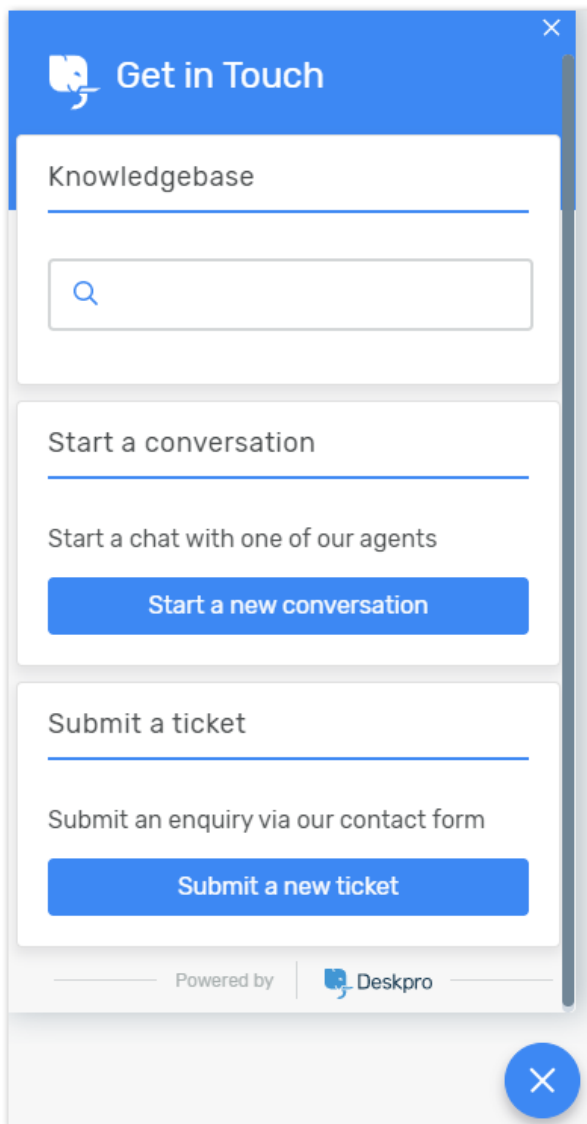 Get in Touch
Knowledgebase
Start a conversation
Start a chat with one of our agents
Start a new conversation
Submit a ticket
Submit an enquiry via our contact form
Submit a new ticket
Powered by Deskpro